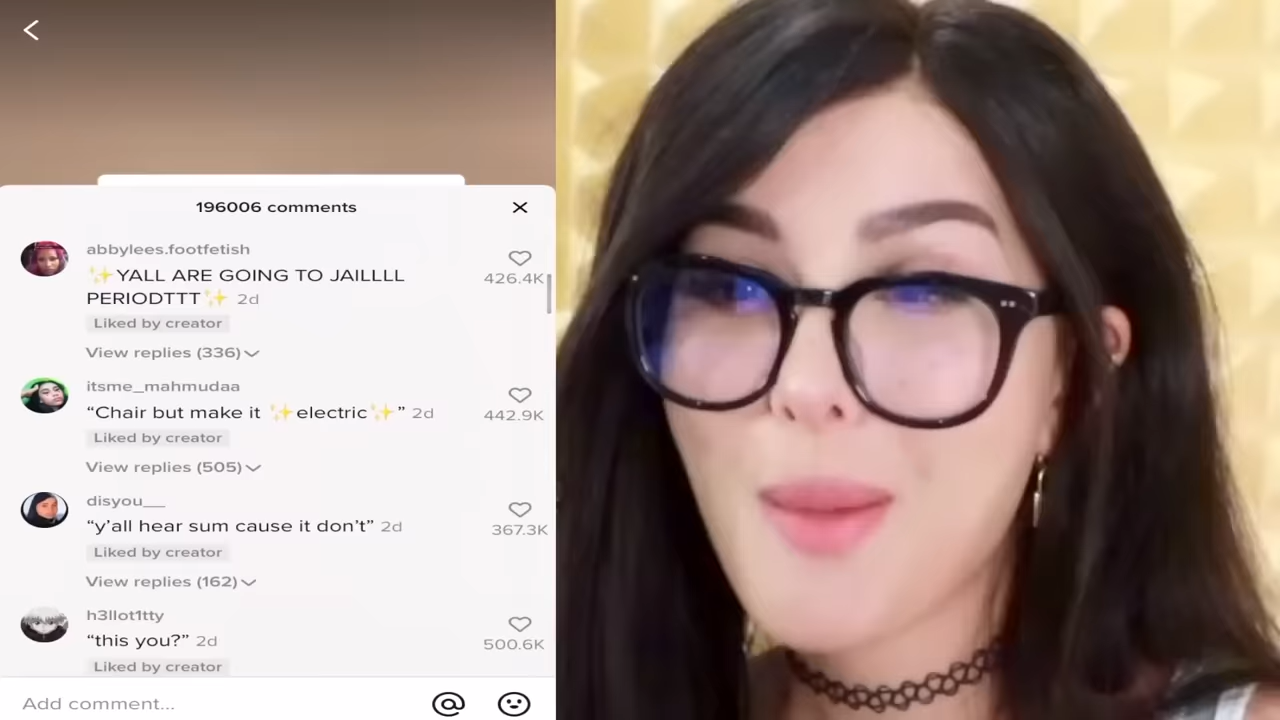 196006 comments
abbylees.footfetish
✨YALL ARE GOING TO JAILLLL
PERIODTTT✨ 2d
426.4K
Liked by creator
View replies (336)
itsme_mahmudaa
“Chair but make it ✨electric✨” 2d
442.9K
Liked by creator
View replies (505)
disyou__
“y’all hear sum cause it don’t” 2d
367.3K
Liked by creator
View replies (162)
h3llot1tty
“this you?” 2d
500.6K
Liked by creator
Add comment...